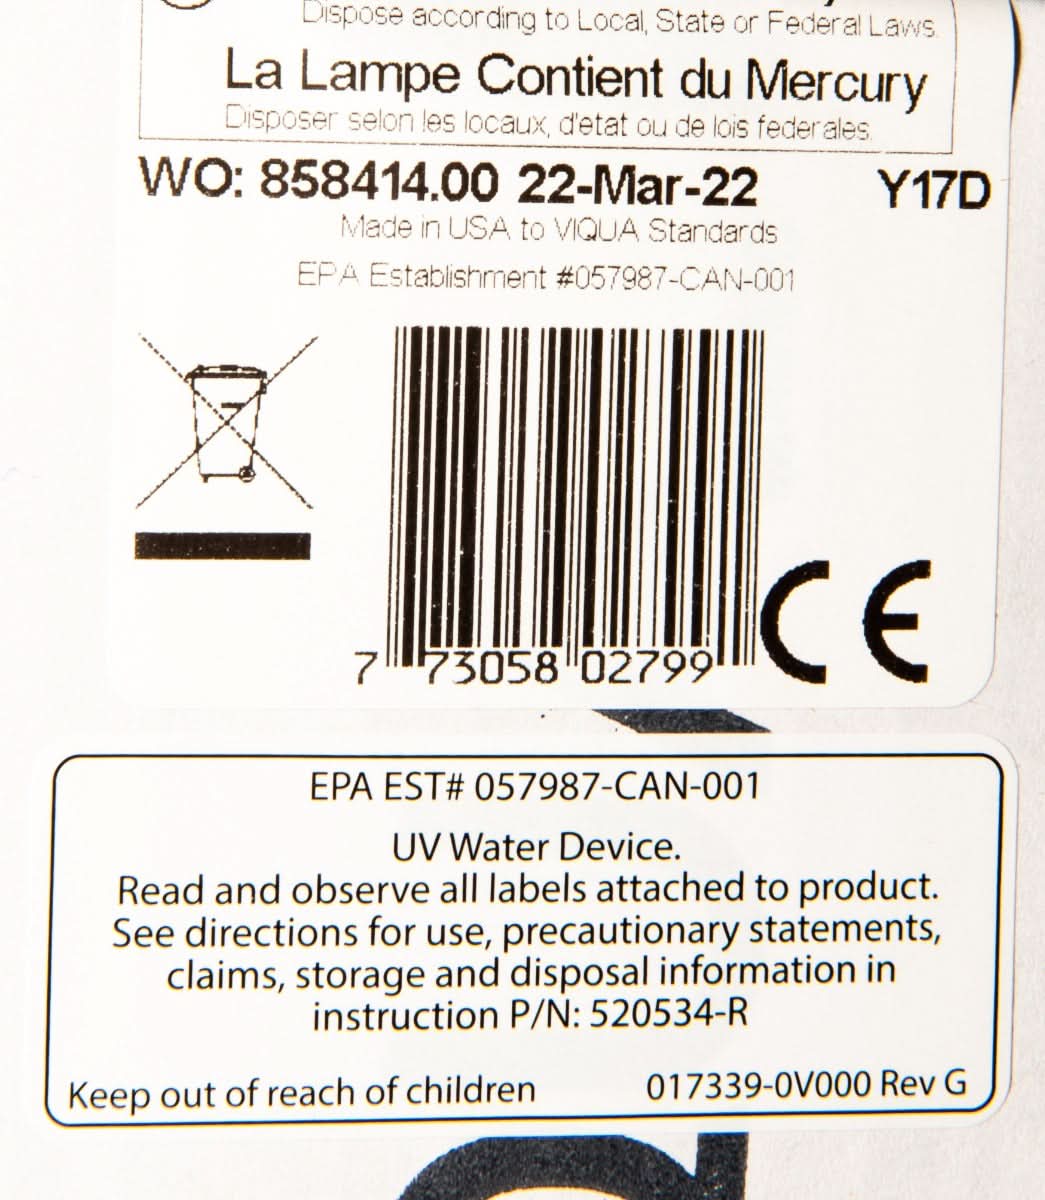 Dispose according to Local, State or Federal Laws.
La Lampe Contient du Mercury
Disposer selon les locaux, d'etat ou de lois federales.
WO: 858414.00 22-Mar-22 Y17D
Made in USA to VIQUA Standards
EPA Establishment #057987-CAN-001
7 73058 02799
CE
EPA EST# 057987-CAN-001
UV Water Device.
Read and observe all labels attached to product.
See directions for use, precautionary statements,
claims, storage and disposal information in
instruction P/N: 520534-R
Keep out of reach of children 017339-0V000 Rev G